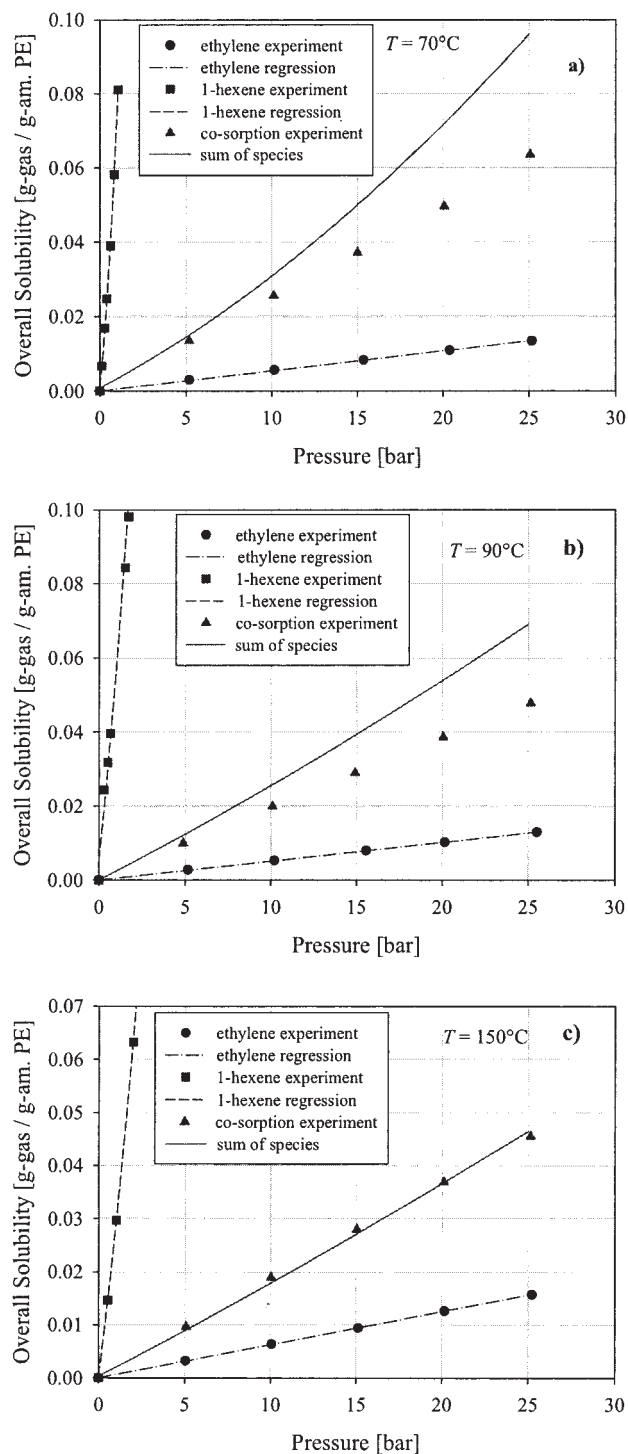 0.10
0.08
0.06
0.04
0.02
0.00
Overall Solubility [g-gas / g-am. PE]
ethylene experiment
ethylene regression
1-hexene experiment
1-hexene regression
co-sorption experiment
sum of species
T = 70°C
a)
0 5 10 15 20 25 30
Pressure [bar]
0.10
0.08
0.06
0.04
0.02
0.00
Overall Solubility [g-gas / g-am. PE]
ethylene experiment
ethylene regression
1-hexene experiment
1-hexene regression
co-sorption experiment
sum of species
T = 90°C
b)
0 5 10 15 20 25 30
Pressure [bar]
0.07
0.06
0.05
0.04
0.03
0.02
0.01
0.00
Overall Solubility [g-gas / g-am. PE]
ethylene experiment
ethylene regression
1-hexene experiment
1-hexene regression
co-sorption experiment
sum of species
T = 150°C
c)
0 5 10 15 20 25 30
Pressure [bar]